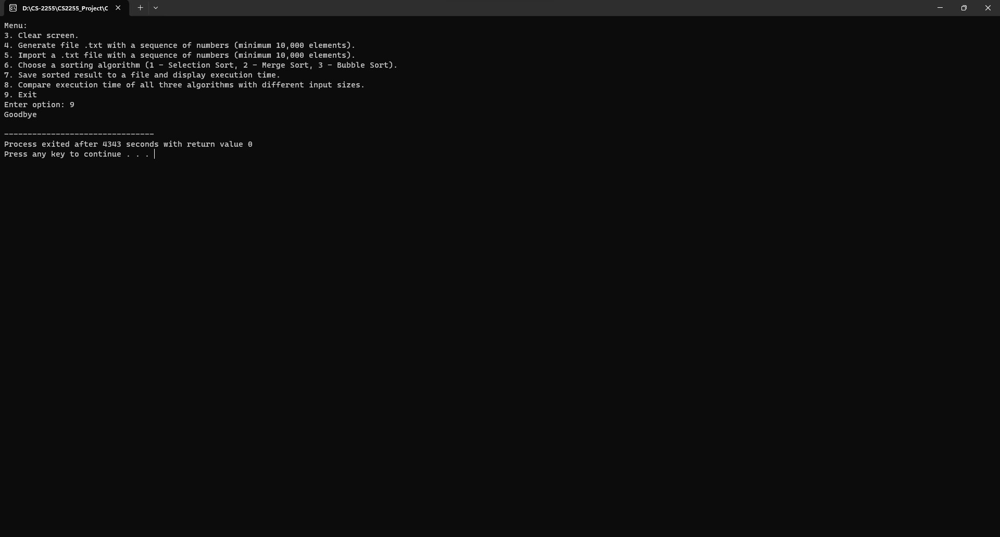 D:\CS-2255\CS2255_Project\C
Menu:
3. Clear screen.
4. Generate file .txt with a sequence of numbers (minimum 10,000 elements).
5. Import a .txt file with a sequence of numbers (minimum 10,000 elements).
6. Choose a sorting algorithm (1 - Selection Sort, 2 - Merge Sort, 3 - Bubble Sort).
7. Save sorted result to a file and display execution time.
8. Compare execution time of all three algorithms with different input sizes.
9. Exit
Enter option: 9
Goodbye
--------------------------------
Process exited after 4343 seconds with return value 0
Press any key to continue . . .